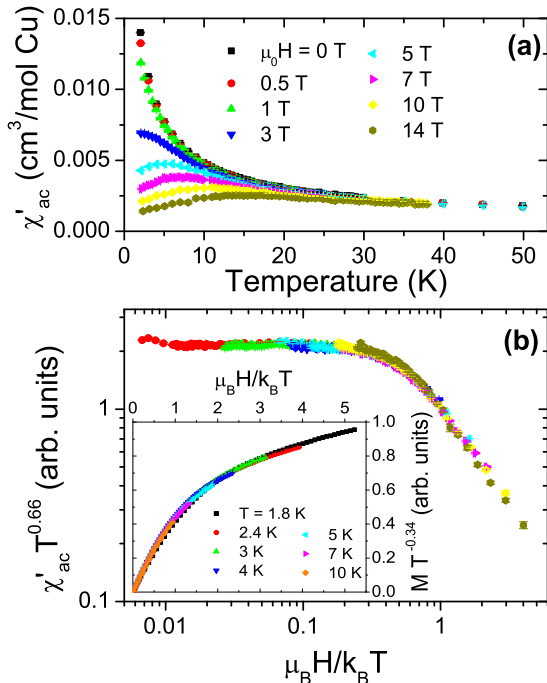 (a)
χ'ac (cm³/mol Cu)
0.015
0.010
0.005
0.000
μ₀H = 0 T
0.5 T
1 T
3 T
5 T
7 T
10 T
14 T
0 10 20 30 40 50
Temperature (K)
(b)
χ'ac T^0.66 (arb. units)
1
0.1
μBH/kBT
0 1 2 3 4 5
M T^-0.34 (arb. units)
1.0
0.8
0.6
0.4
0.2
0.0
T = 1.8 K
2.4 K
3 K
4 K
5 K
7 K
10 K
0.01 0.1 1
μBH/kBT